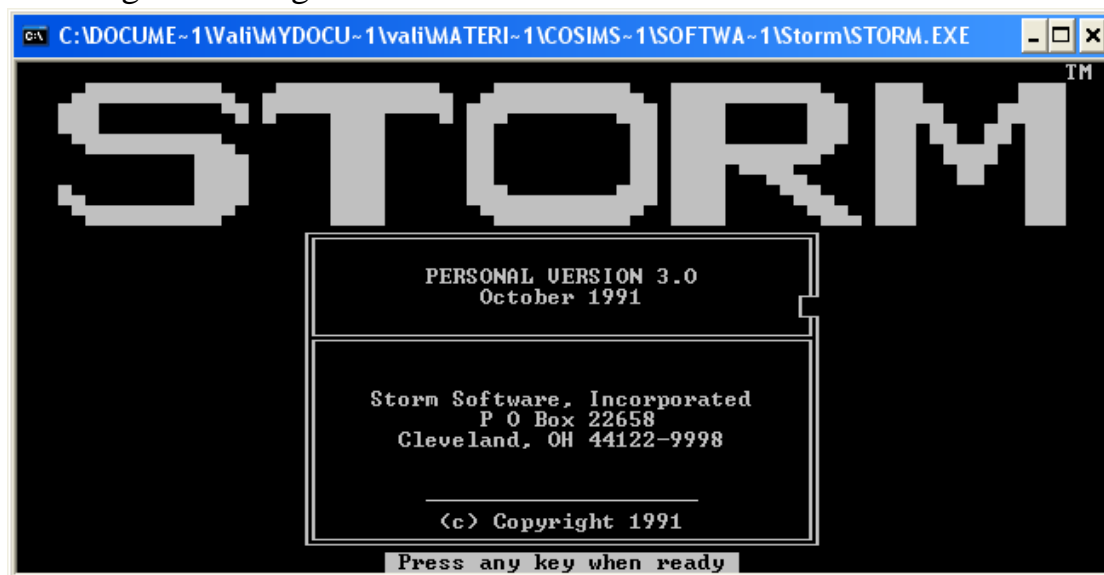 C:\DOCUME~1\Vali\MYDOCU~1\vali\MATERI~1\COSIMS~1\SOFTWA~1\Storm\STORM.EXE
STORM TM
PERSONAL VERSION 3.0
October 1991
Storm Software, Incorporated
P O Box 22658
Cleveland, OH 44122-9998
(c) Copyright 1991
Press any key when ready